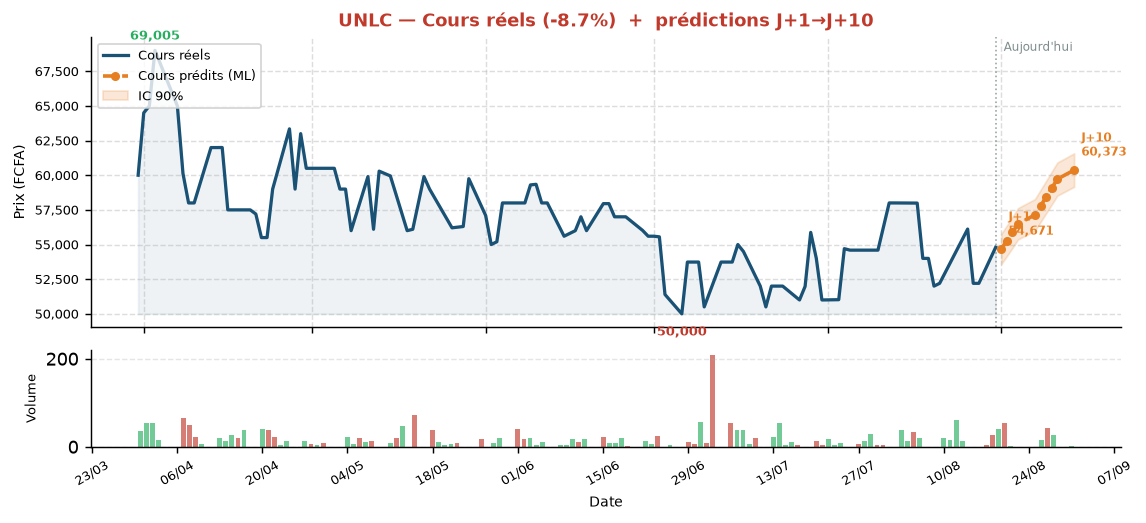 UNLC — Cours réels (-8.7%) + prédictions J+1→J+10
69,005
Aujourd'hui
Cours réels
Cours prédits (ML)
IC 90%
J+10
60,373
J+1
54,671
50,000
Prix (FCFA)
67,500
65,000
62,500
60,000
57,500
55,000
52,500
50,000
Volume
200
0
23/03
06/04
20/04
04/05
18/05
01/06
15/06
29/06
13/07
27/07
10/08
24/08
07/09
Date